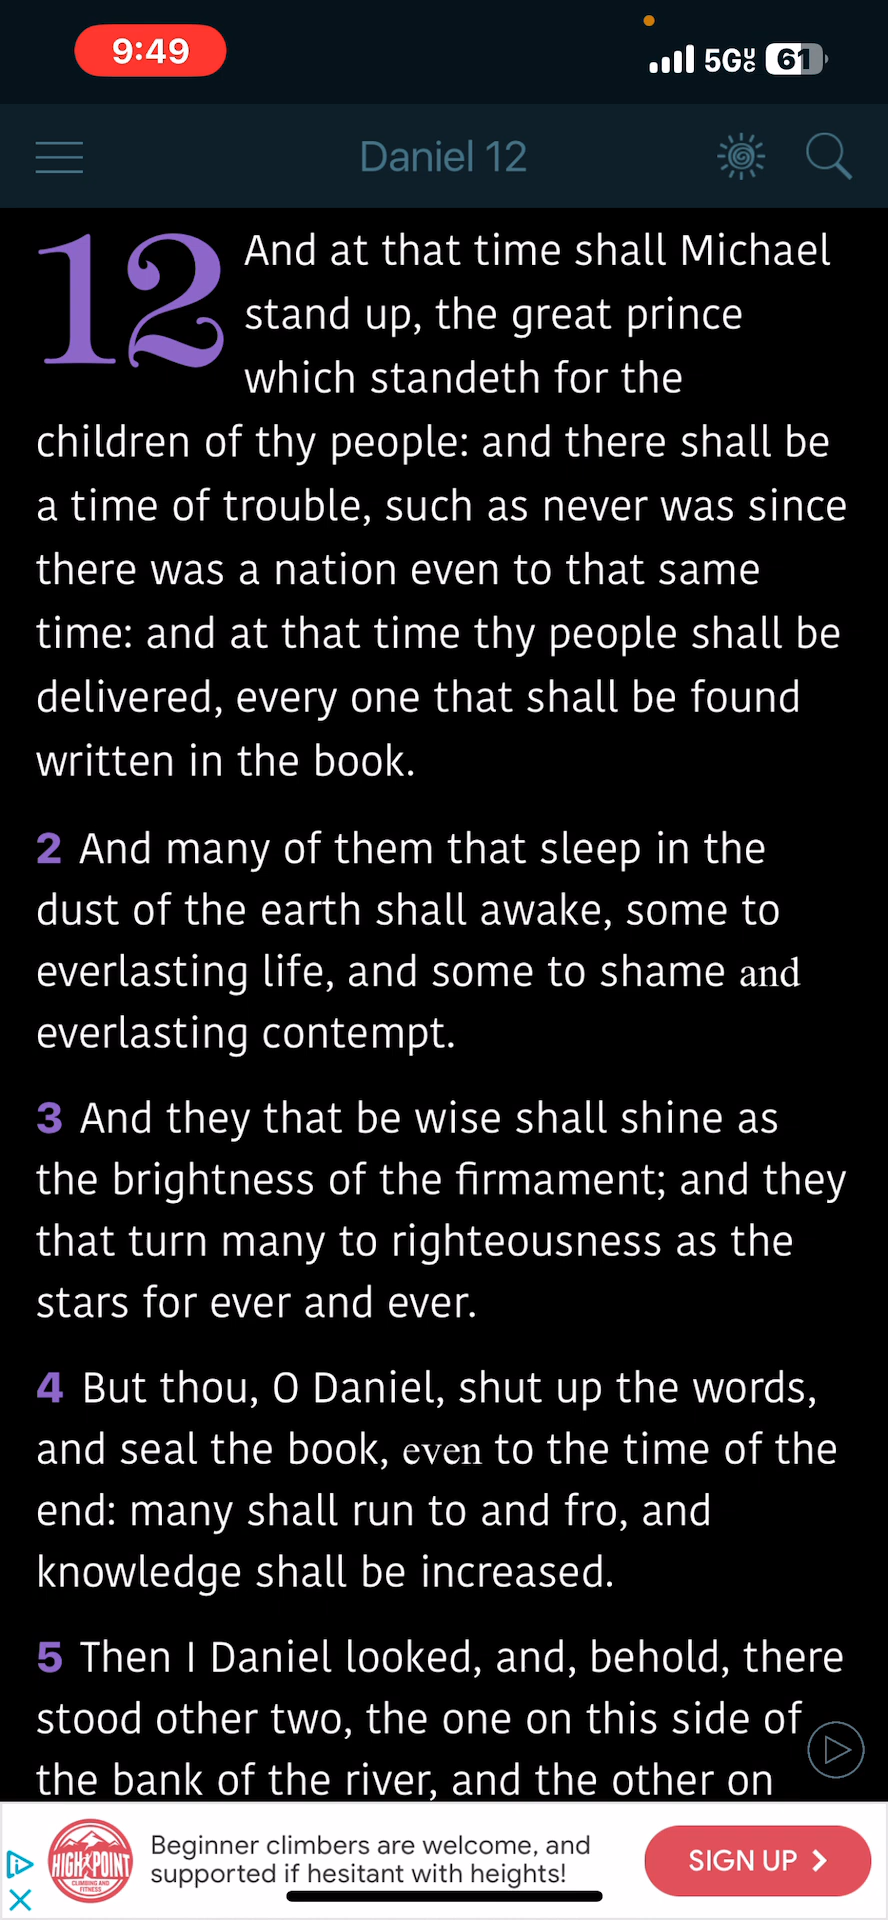 9:49
5GUC 61
Daniel 12
12 And at that time shall Michael
stand up, the great prince
which standeth for the
children of thy people: and there shall be
a time of trouble, such as never was since
there was a nation even to that same
time: and at that time thy people shall be
delivered, every one that shall be found
written in the book.
2 And many of them that sleep in the
dust of the earth shall awake, some to
everlasting life, and some to shame and
everlasting contempt.
3 And they that be wise shall shine as
the brightness of the firmament; and they
that turn many to righteousness as the
stars for ever and ever.
4 But thou, O Daniel, shut up the words,
and seal the book, even to the time of the
end: many shall run to and fro, and
knowledge shall be increased.
5 Then I Daniel looked, and, behold, there
stood other two, the one on this side of
the bank of the river, and the other on
HIGH POINT
CLIMBING AND
FITNESS
Beginner climbers are welcome, and
supported if hesitant with heights!
SIGN UP